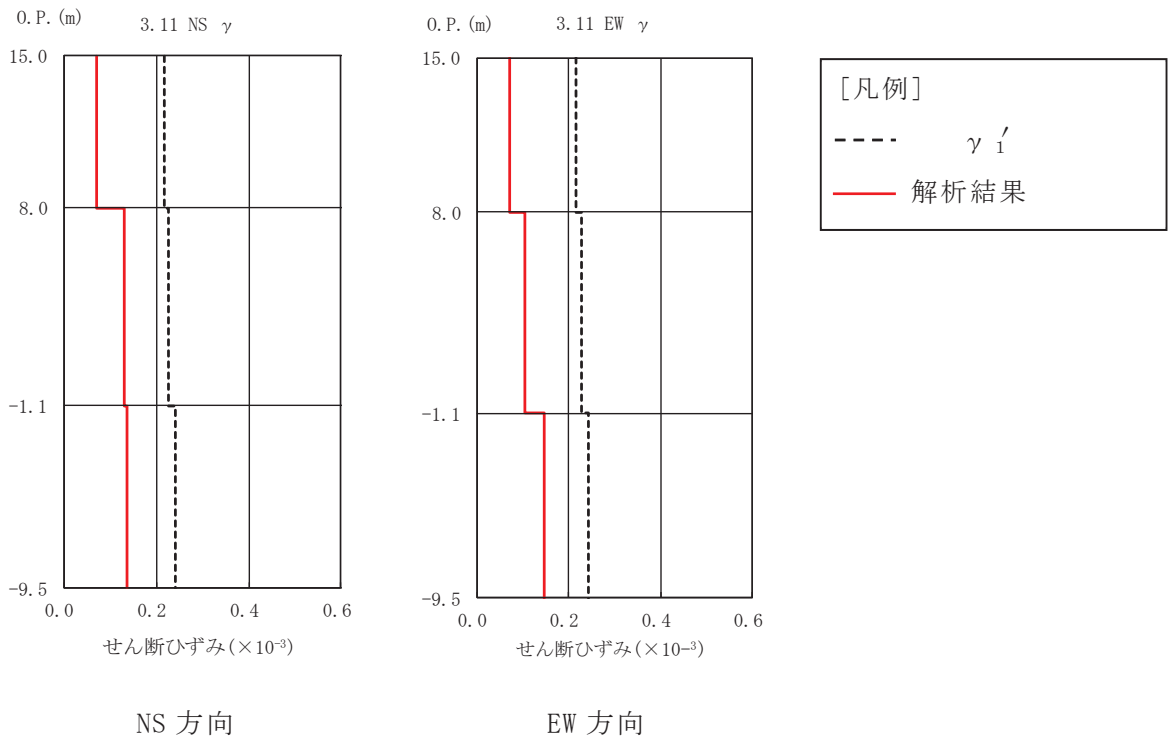 O.P.(m)
3.11 NS γ
15.0
8.0
-1.1
-9.5
0.0 0.2 0.4 0.6
せん断ひずみ(×10⁻³)
NS 方向
O.P.(m)
3.11 EW γ
15.0
8.0
-1.1
-9.5
0.0 0.2 0.4 0.6
せん断ひずみ(×10⁻³)
EW 方向
[凡例]
γ 1′
解析結果